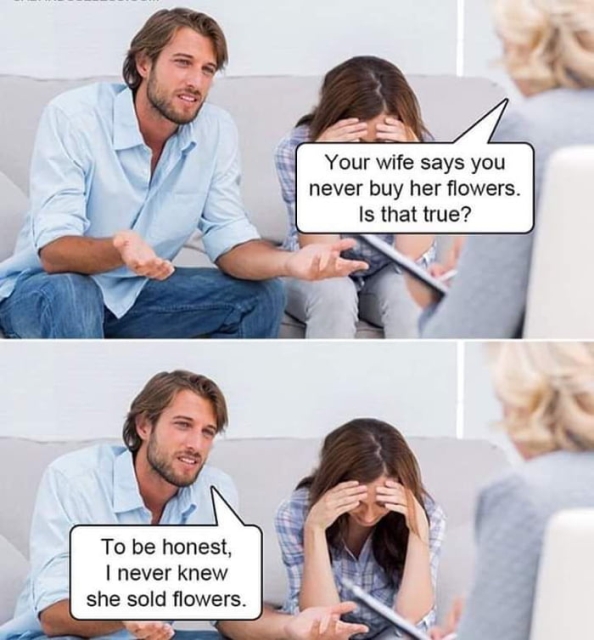 Your wife says you
never buy her flowers.
Is that true?
To be honest,
I never knew
she sold flowers.